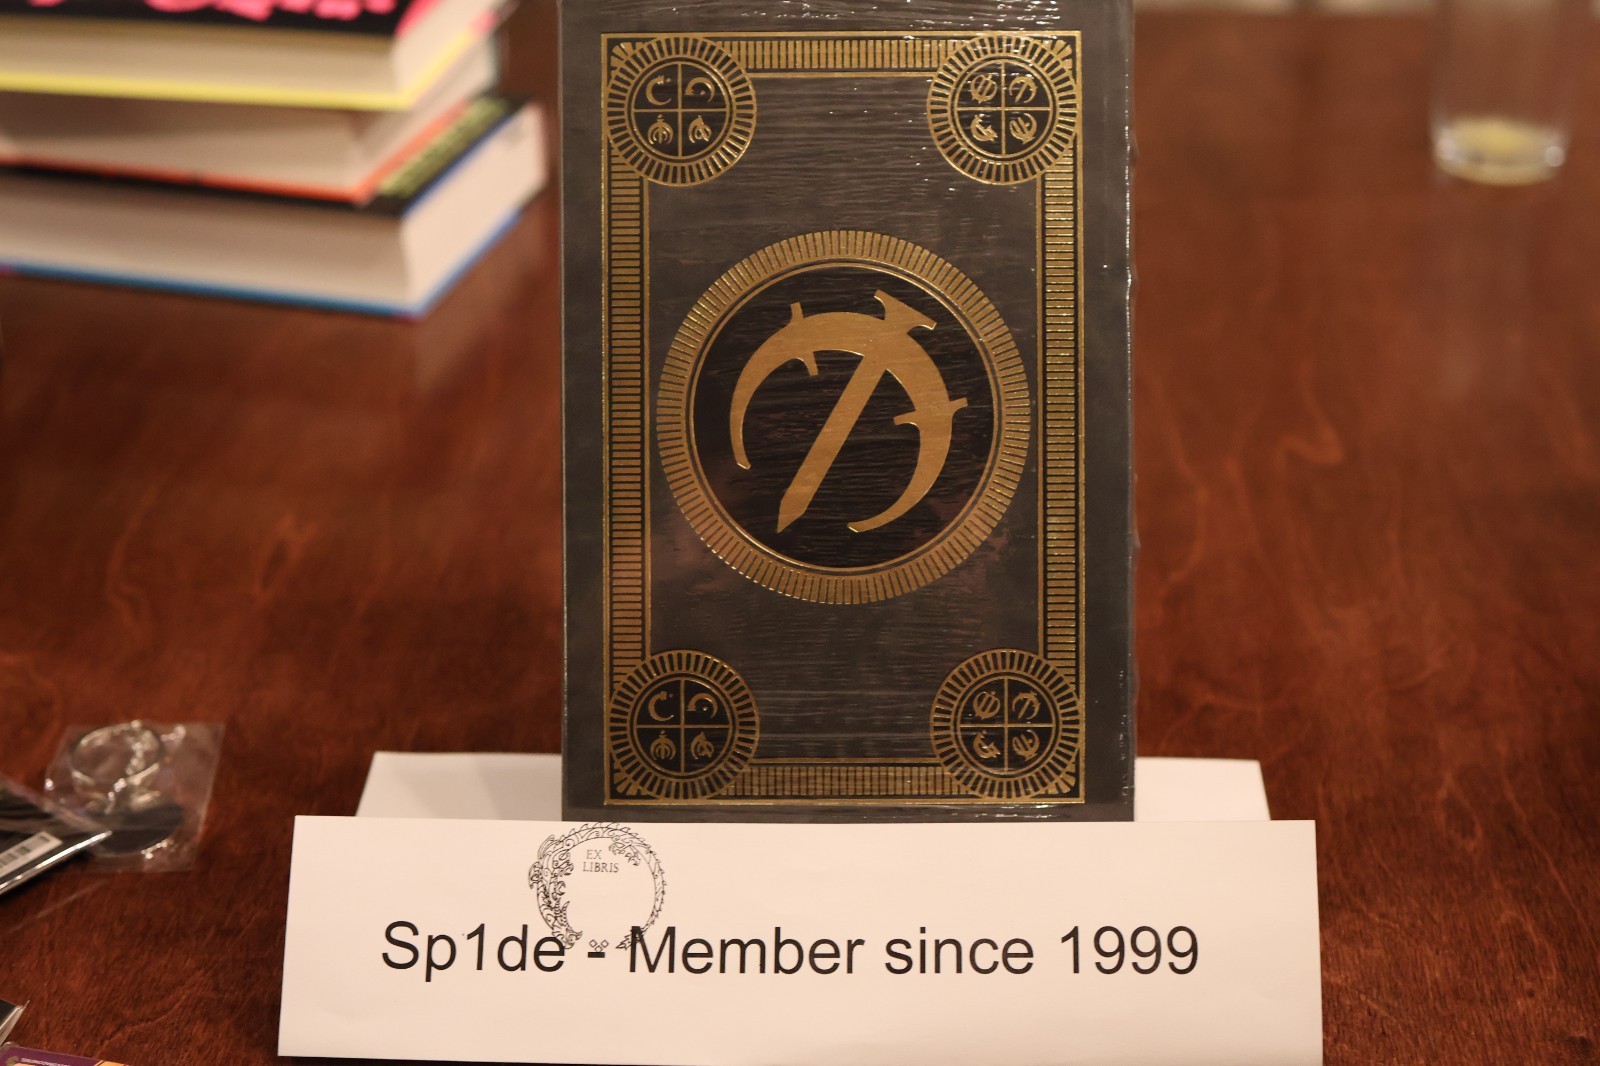 EX
LIBRIS
Sp1de - Member since 1999